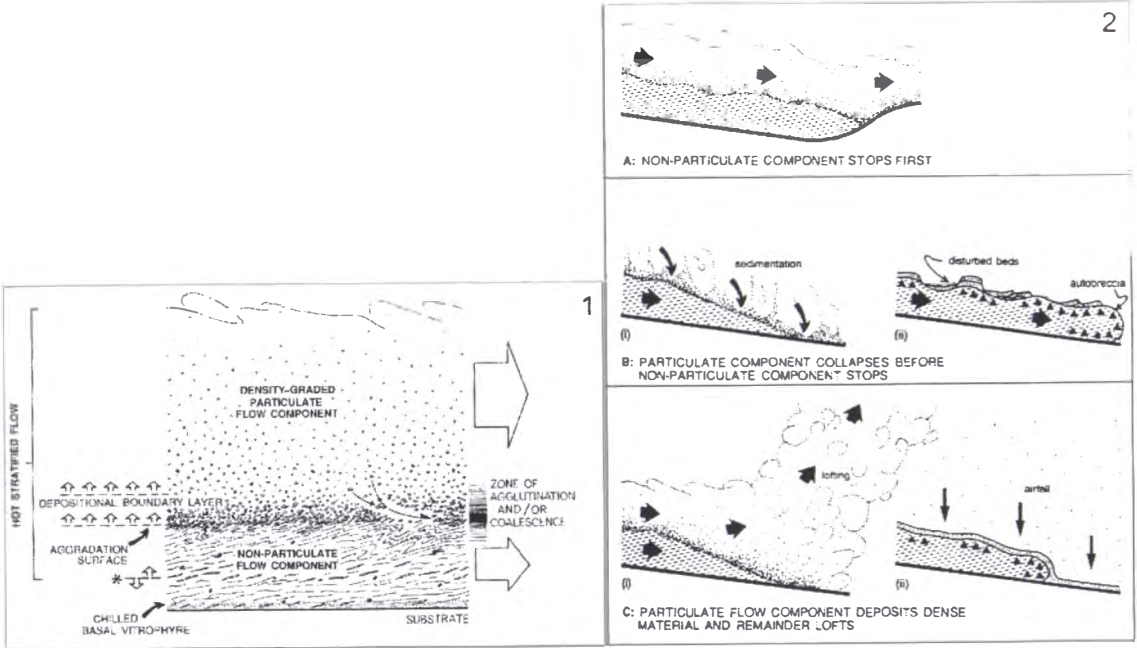 1
HOT STRATIFIED FLOW
DENSITY-GRADED
PARTICULATE
FLOW COMPONENT
DEPOSITIONAL BOUNDARY LAYER
ZONE OF
AGGLUTINATION
AND/OR
COALESCENCE
AGGRADATION
SURFACE
NON-PARTICULATE
FLOW COMPONENT
*
CHILLED
BASAL VITROPHYRE
SUBSTRATE
2
A: NON-PARTICULATE COMPONENT STOPS FIRST
sedimentation
disturbed beds
autobreccia
(i)
(ii)
B: PARTICULATE COMPONENT COLLAPSES BEFORE
NON-PARTICULATE COMPONENT STOPS
lofting
airfall
(i)
(ii)
C: PARTICULATE FLOW COMPONENT DEPOSITS DENSE
MATERIAL AND REMAINDER LOFTS